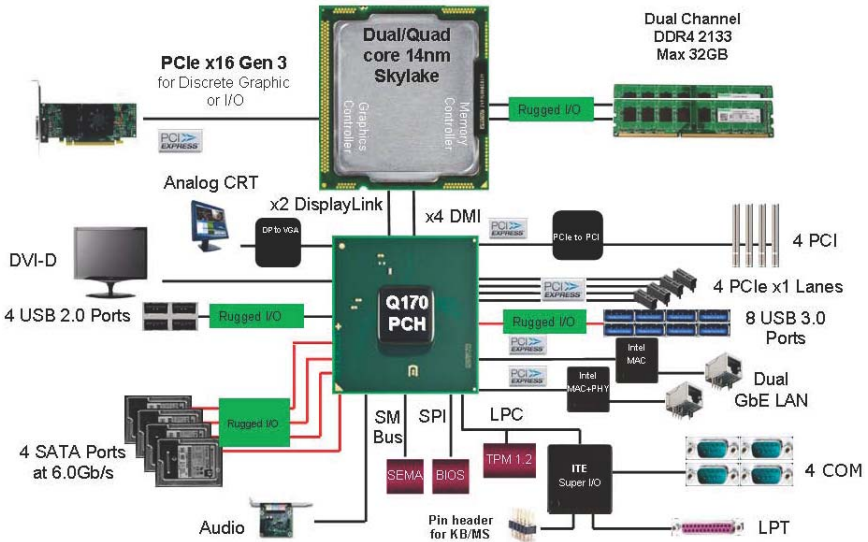 Dual/Quad
core 14nm
Skylake
Graphics
Controller
Memory
Controller
PCIe x16 Gen 3
for Discrete Graphic
or I/O
PCI
EXPRESS
Rugged I/O
Dual Channel
DDR4 2133
Max 32GB
Analog CRT
x2 DisplayLink
x4 DMI
DP to VGA
PCI
EXPRESS
PCIe to PCI
4 PCI
DVI-D
Q170
PCH
PCI
EXPRESS
4 PCIe x1 Lanes
4 USB 2.0 Ports
Rugged I/O
Rugged I/O
8 USB 3.0
Ports
PCI
EXPRESS
Intel
MAC
PCI
EXPRESS
Intel
MAC+PHY
Dual
GbE LAN
Rugged I/O
4 SATA Ports
at 6.0Gb/s
SM
Bus
SPI
LPC
SEMA
BIOS
TPM 1.2
ITE
Super I/O
4 COM
Audio
Pin header
for KB/MS
LPT